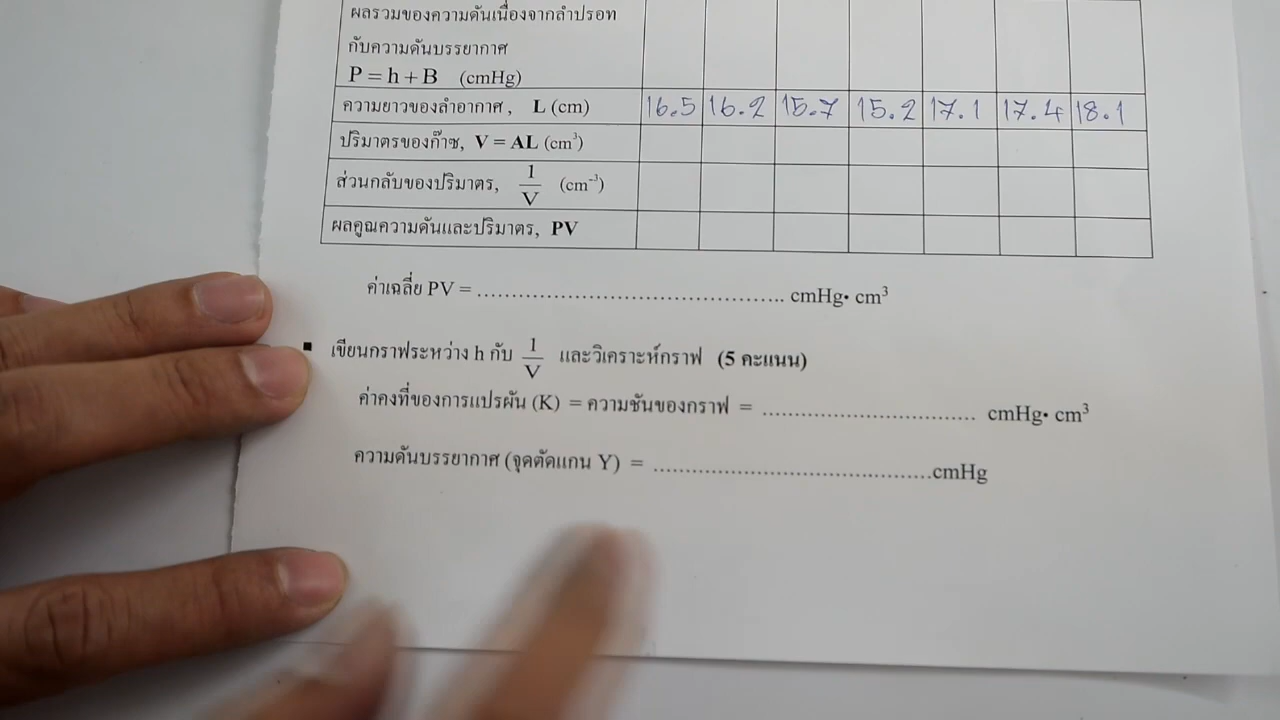 ผลรวมของความดันเนื่องจากลำปรอท
กับความดันบรรยากาศ
P = h + B (cmHg)
ความยาวของลำอากาศ, L (cm) 16.5 16.2 15.7 15.2 17.1 17.4 18.1
ปริมาตรของก๊าซ, V = AL (cm³)
ส่วนกลับของปริมาตร, 1/V (cm⁻³)
ผลคูณความดันและปริมาตร, PV
ค่าเฉลี่ย PV = ............................................. cmHg• cm³
▪ เขียนกราฟระหว่าง h กับ 1/V และวิเคราะห์กราฟ (5 คะแนน)
ค่าคงที่ของการแปรผัน (K) = ความชันของกราฟ = ............................... cmHg• cm³
ความดันบรรยากาศ (จุดตัดแกน Y) = .........................................cmHg